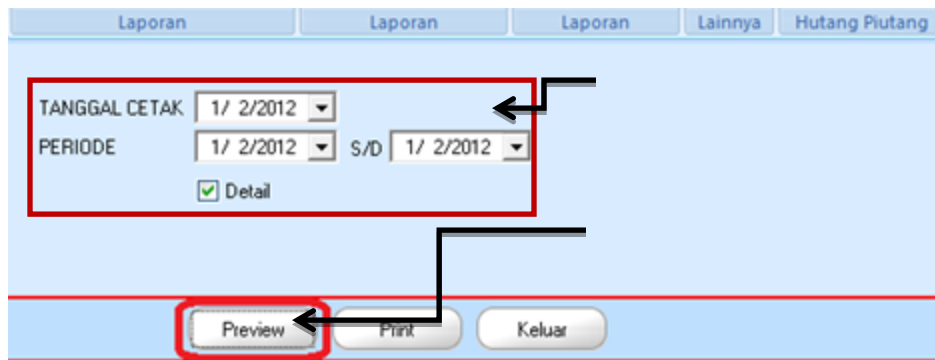 Laporan Laporan Laporan Lainnya Hutang Piutang
TANGGAL CETAK 1/ 2/2012
PERIODE 1/ 2/2012 S/D 1/ 2/2012
Detail
Preview Print Keluar